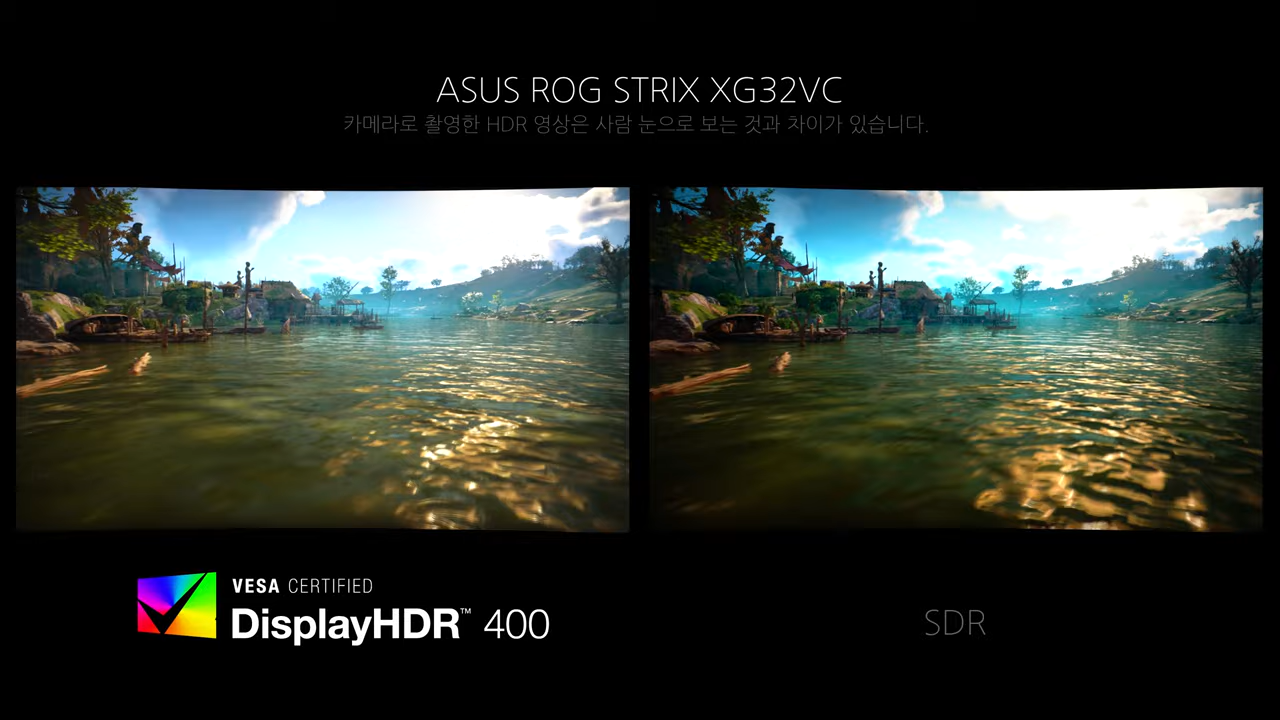 ASUS ROG STRIX XG32VC
카메라로 촬영한 HDR 영상은 사람 눈으로 보는 것과 차이가 있습니다.
VESA CERTIFIED
DisplayHDR™ 400
SDR